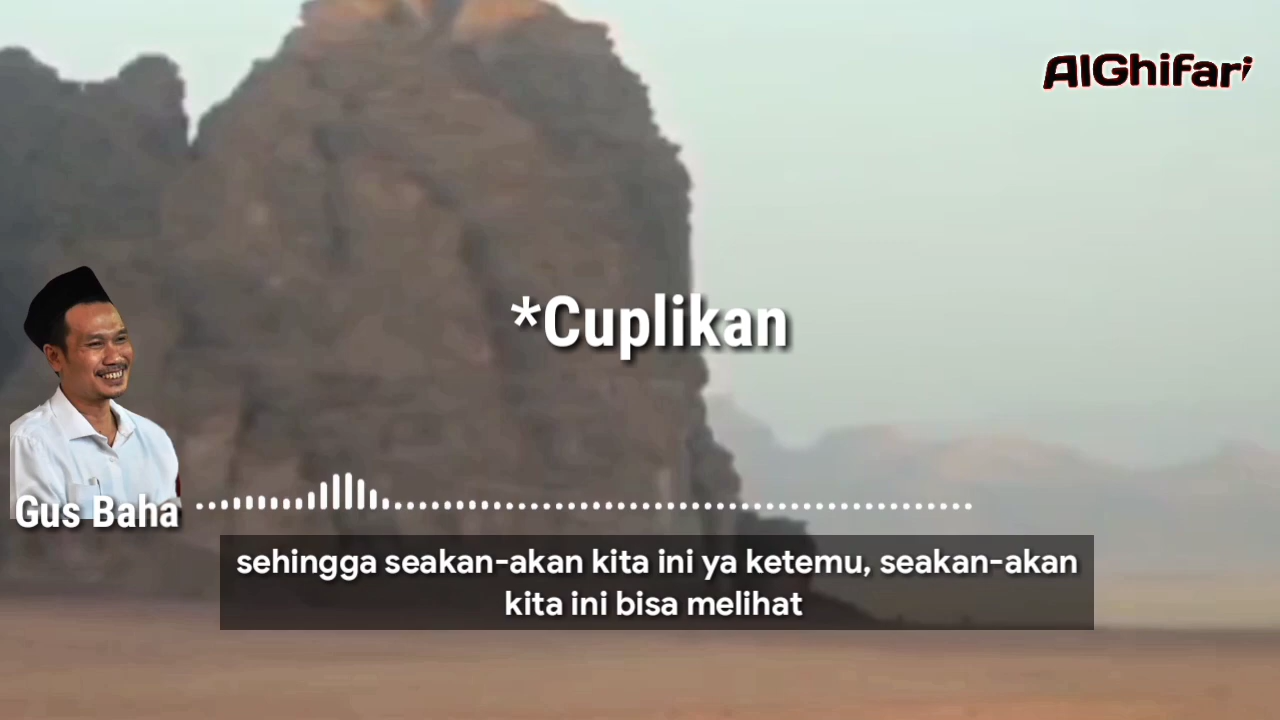 AlGhifari
*Cuplikan
Gus Baha
sehingga seakan-akan kita ini ya ketemu, seakan-akan
kita ini bisa melihat